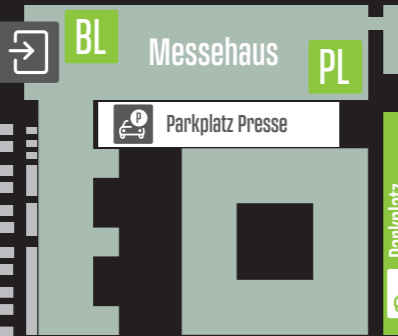 BL
Messehaus
PL
P
Parkplatz Presse
Parkplatz